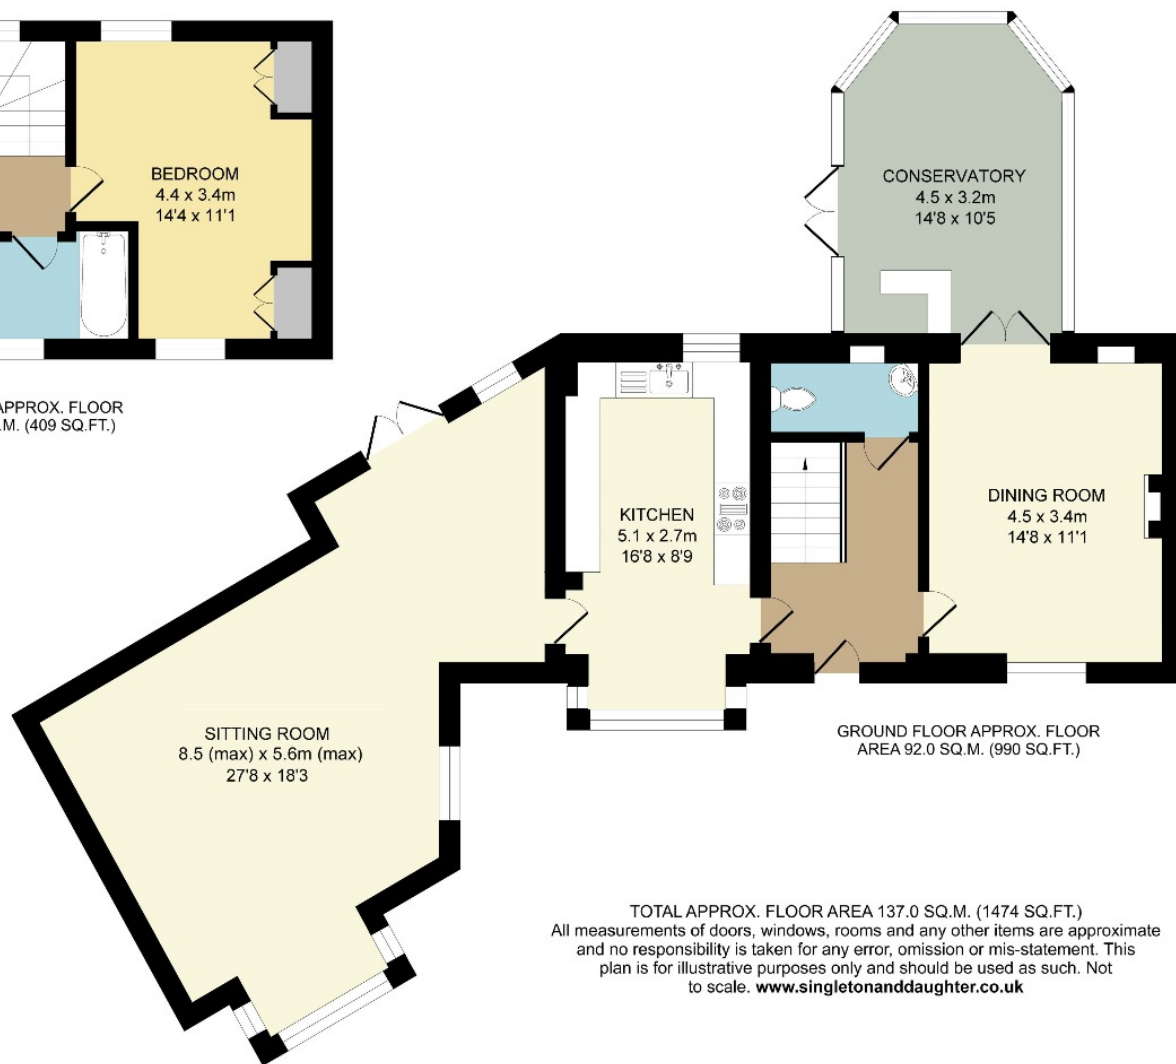 BEDROOM
4.4 x 3.4m
14'4 x 11'1
APPROX. FLOOR
.M. (409 SQ.FT.)
CONSERVATORY
4.5 x 3.2m
14'8 x 10'5
KITCHEN
5.1 x 2.7m
16'8 x 8'9
DINING ROOM
4.5 x 3.4m
14'8 x 11'1
SITTING ROOM
8.5 (max) x 5.6m (max)
27'8 x 18'3
GROUND FLOOR APPROX. FLOOR
AREA 92.0 SQ.M. (990 SQ.FT.)
TOTAL APPROX. FLOOR AREA 137.0 SQ.M. (1474 SQ.FT.)
All measurements of doors, windows, rooms and any other items are approximate
and no responsibility is taken for any error, omission or mis-statement. This
plan is for illustrative purposes only and should be used as such. Not
to scale. www.singletonanddaughter.co.uk